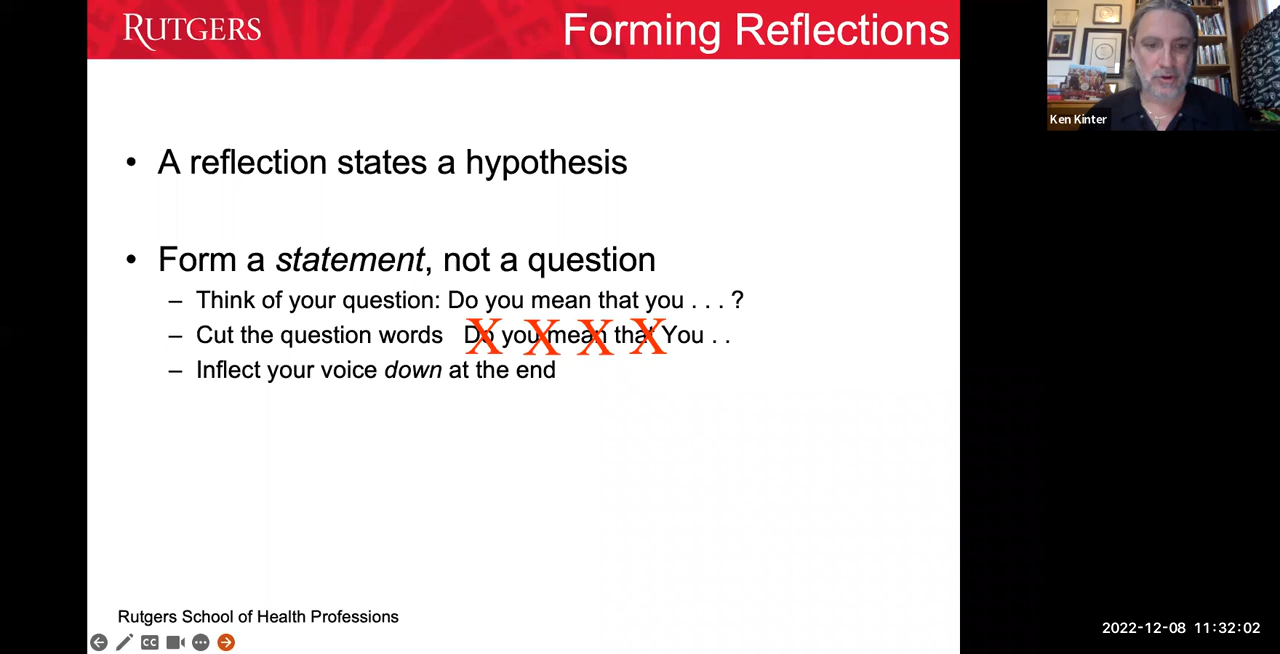 RUTGERS
Forming Reflections
Ken Kinter
• A reflection states a hypothesis
• Form a statement, not a question
– Think of your question: Do you mean that you . . . ?
– Cut the question words Do you mean that You . .
X X X X
– Inflect your voice down at the end
Rutgers School of Health Professions
CC
2022-12-08 11:32:02